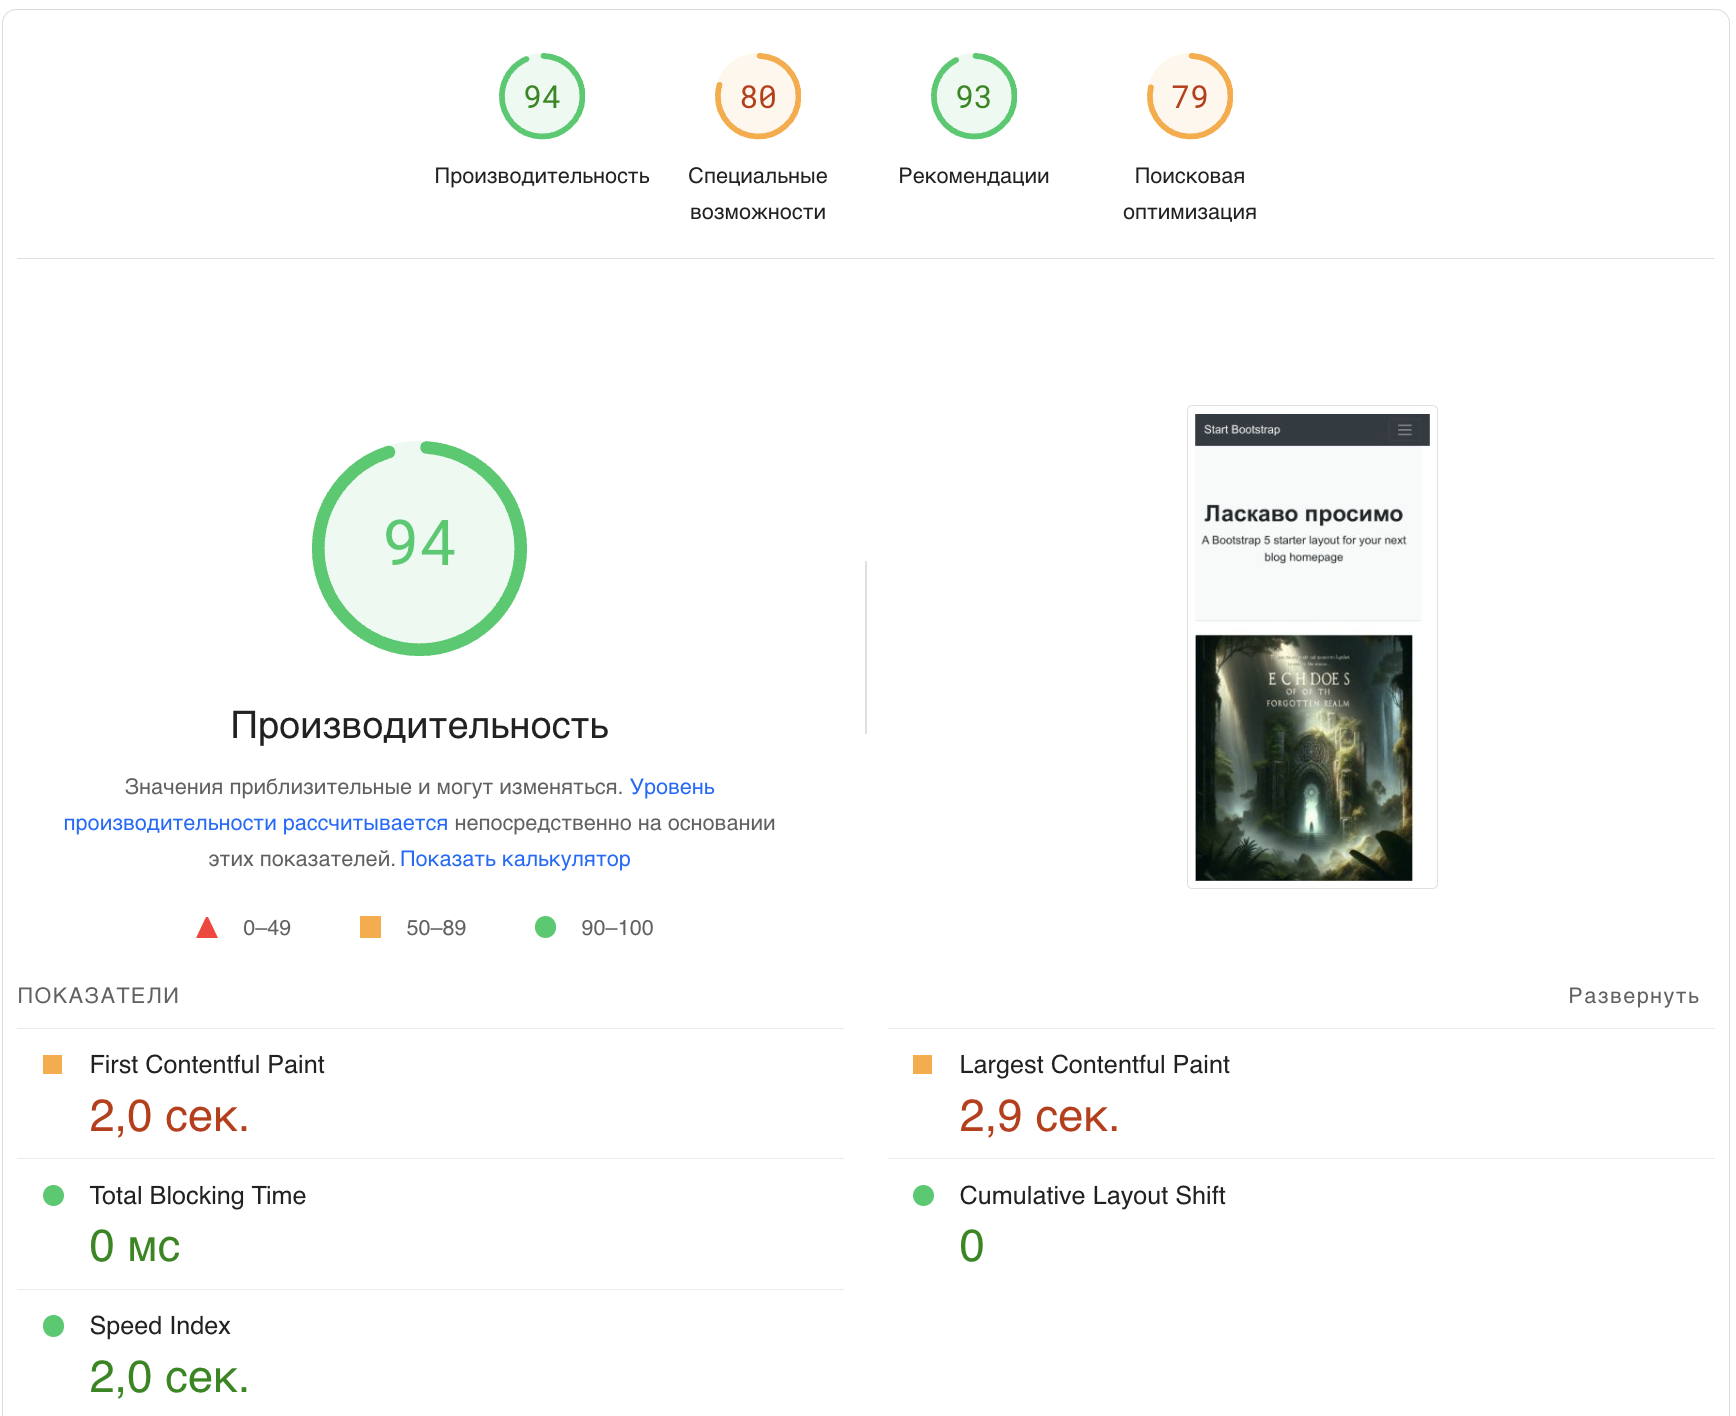 94
80
93
79
Производительность
Специальные
возможности
Рекомендации
Поисковая
оптимизация
94
Производительность
Значения приблизительные и могут изменяться. Уровень
производительности рассчитывается непосредственно на основании
этих показателей. Показать калькулятор
0–49
50–89
90–100
Start Bootstrap
Ласкаво просимо
A Bootstrap 5 starter layout for your next
blog homepage
ECHDOES
OF OF TH
FORGOTTEN REALM
ПОКАЗАТЕЛИ
Развернуть
First Contentful Paint
2,0 сек.
Largest Contentful Paint
2,9 сек.
Total Blocking Time
0 мс
Cumulative Layout Shift
0
Speed Index
2,0 сек.